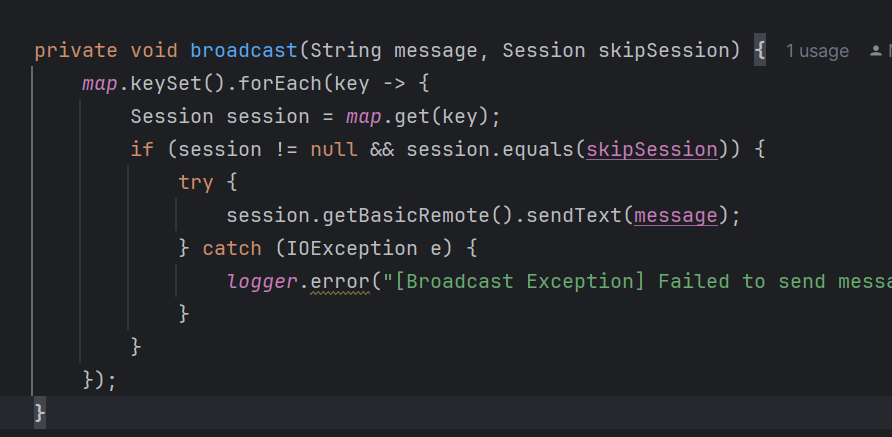 private void broadcast(String message, Session skipSession) { 1 usage
map.keySet().forEach(key -> {
Session session = map.get(key);
if (session != null && session.equals(skipSession)) {
try {
session.getBasicRemote().sendText(message);
} catch (IOException e) {
logger.error("[Broadcast Exception] Failed to send messa
}
}
});
}